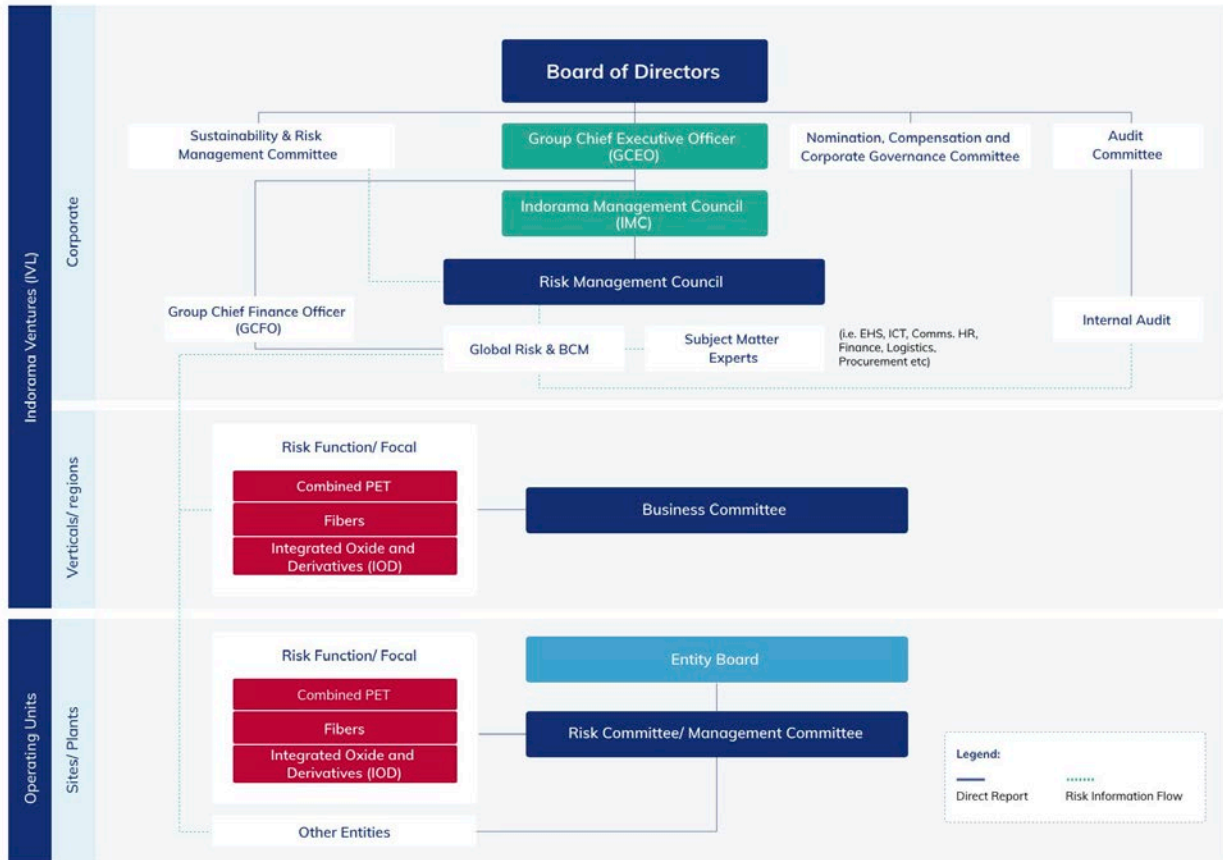 Indorama Ventures (IVL)
Corporate
Board of Directors
Sustainability & Risk
Management Committee
Group Chief Executive Officer
(GCEO)
Nomination, Compensation and
Corporate Governance Committee
Audit
Committee
Indorama Management Council
(IMC)
Risk Management Council
Group Chief Finance Officer
(GCFO)
Global Risk & BCM
Subject Matter
Experts
(i.e. EHS, ICT, Comms. HR,
Finance, Logistics,
Procurement etc)
Internal Audit
Verticals/ regions
Risk Function/ Focal
Combined PET
Fibers
Integrated Oxide and
Derivatives (IOD)
Business Committee
Operating Units
Sites/ Plants
Risk Function/ Focal
Combined PET
Fibers
Integrated Oxide and
Derivatives (IOD)
Other Entities
Entity Board
Risk Committee/ Management Committee
Legend:
Direct Report
Risk Information Flow